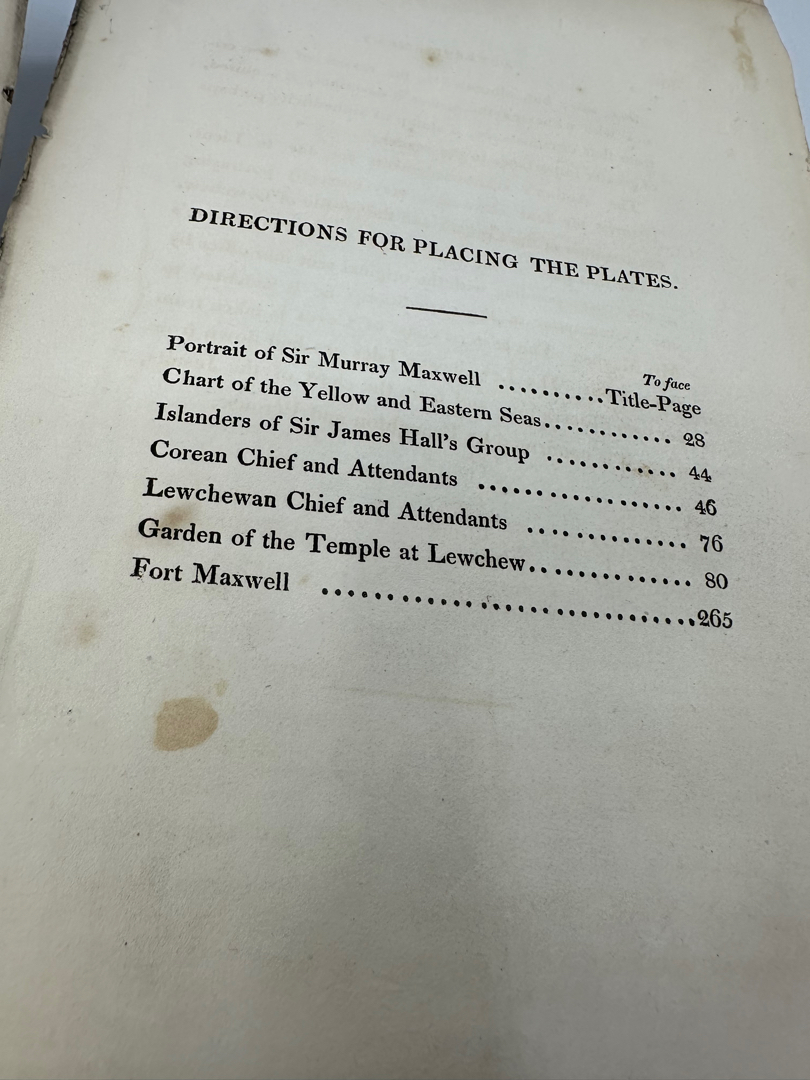 DIRECTIONS FOR PLACING THE PLATES.
To face
Portrait of Sir Murray Maxwell ..........Title-Page
Chart of the Yellow and Eastern Seas............ 28
Islanders of Sir James Hall's Group ............ 44
Corean Chief and Attendants .................. 46
Lewchewan Chief and Attendants .............. 76
Garden of the Temple at Lewchew.............. 80
Fort Maxwell ..................................265